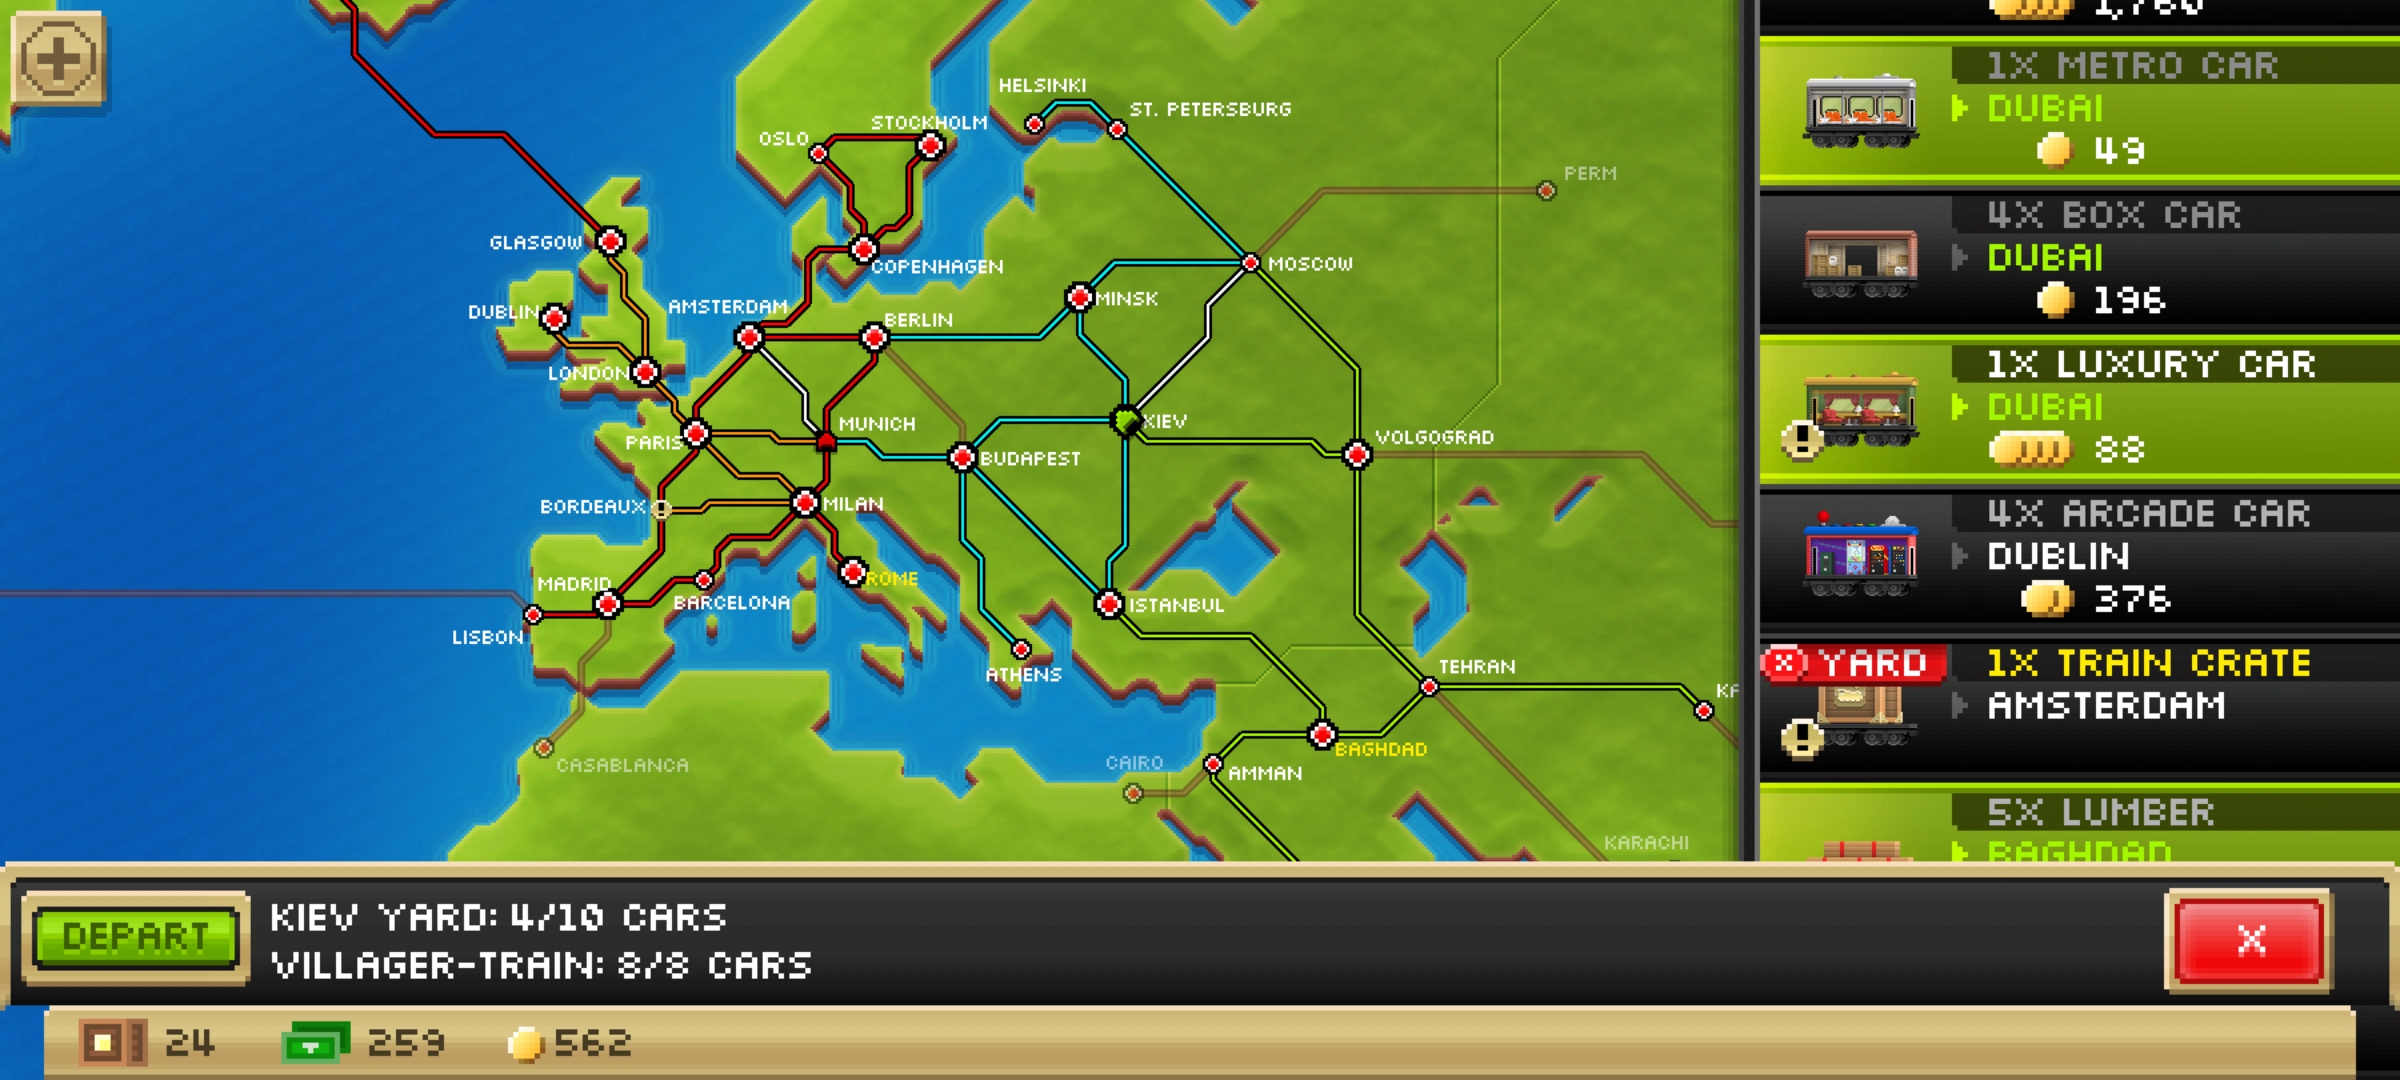 1,760
1X METRO CAR
DUBAI
49
4X BOX CAR
DUBAI
196
1X LUXURY CAR
DUBAI
88
4X ARCADE CAR
DUBLIN
376
YARD
1X TRAIN CRATE
AMSTERDAM
5X LUMBER
BAGHDAD
HELSINKI
ST. PETERSBURG
STOCKHOLM
OSLO
PERM
GLASGOW
COPENHAGEN
MOSCOW
MINSK
AMSTERDAM
DUBLIN
BERLIN
LONDON
MUNICH
KIEV
PARIS
VOLGOGRAD
BUDAPEST
BORDEAUX
MILAN
ROME
MADRID
BARCELONA
ISTANBUL
LISBON
ATHENS
TEHRAN
BAGHDAD
CASABLANCA
CAIRO
AMMAN
KARACHI
DEPART
KIEV YARD: 4/10 CARS
VILLAGER-TRAIN: 8/8 CARS
X
24
259
562